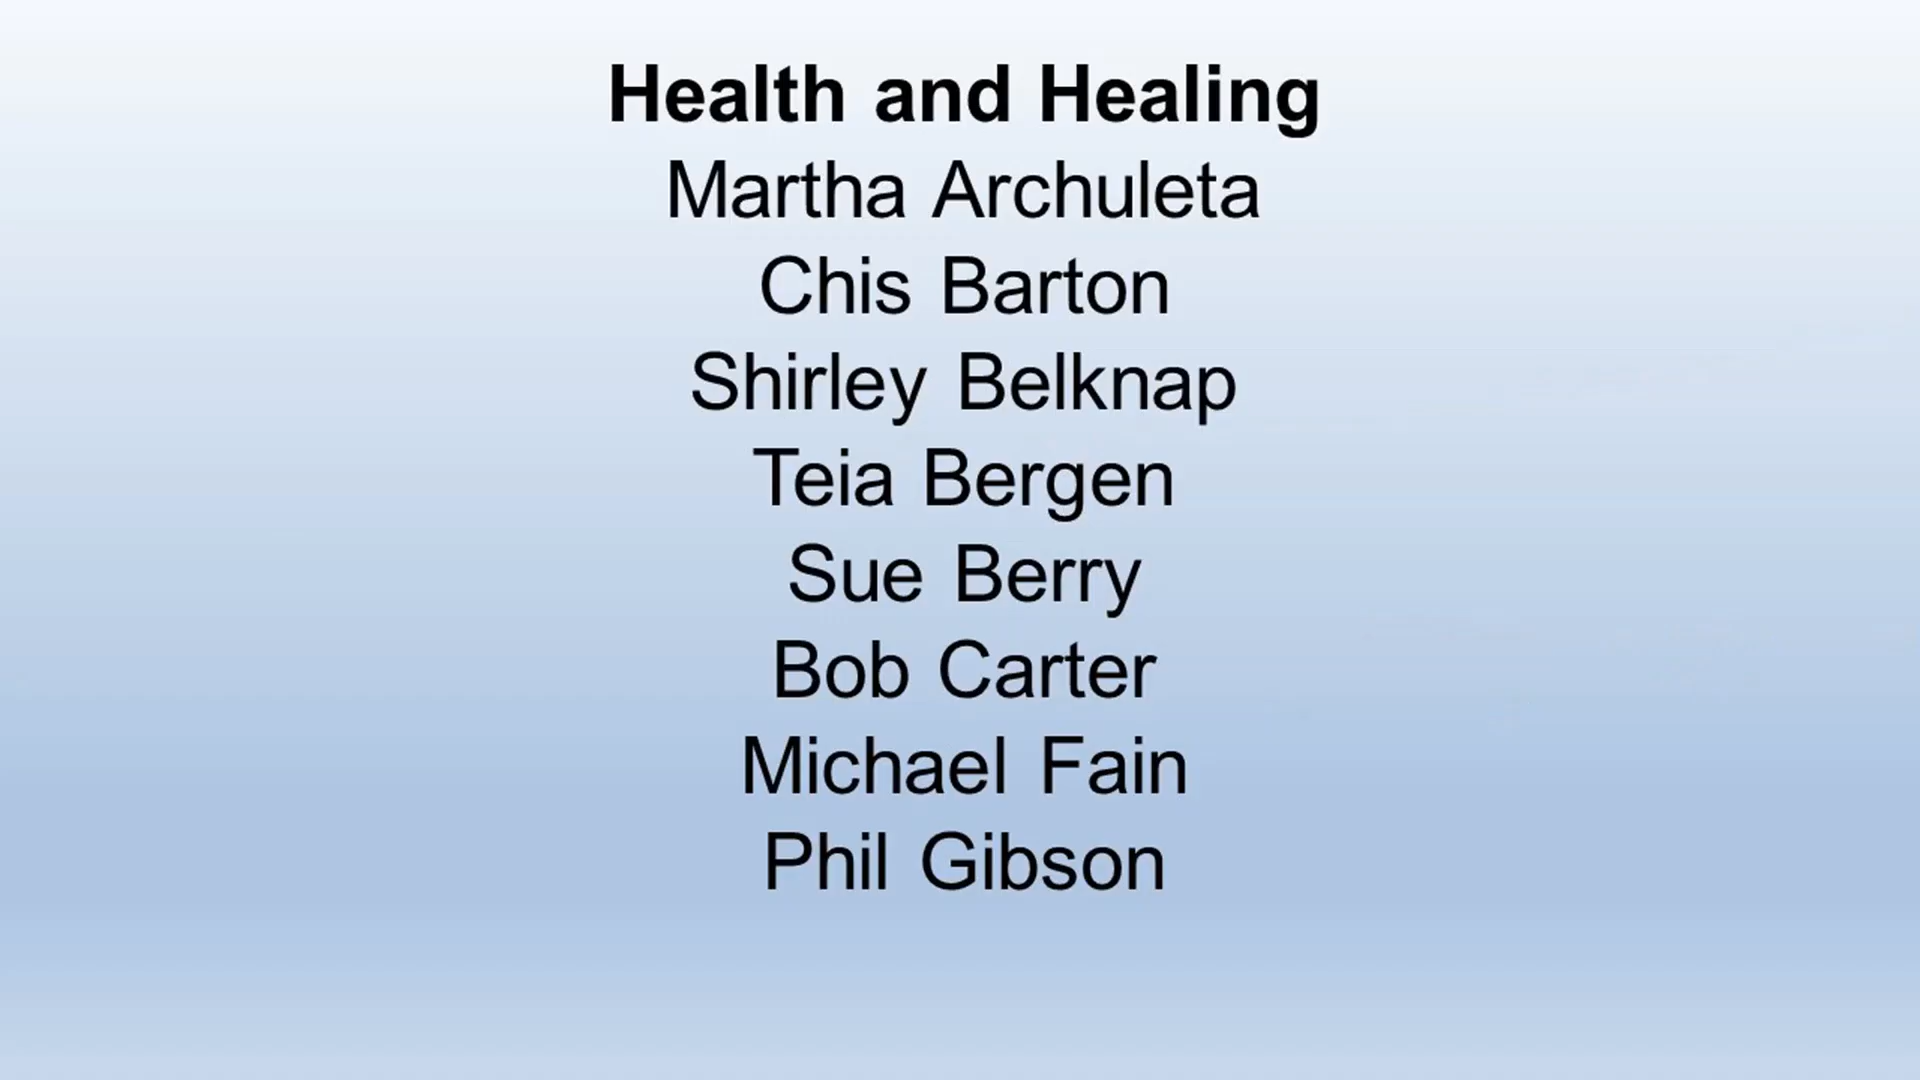 Health and Healing
Martha Archuleta
Chis Barton
Shirley Belknap
Teia Bergen
Sue Berry
Bob Carter
Michael Fain
Phil Gibson